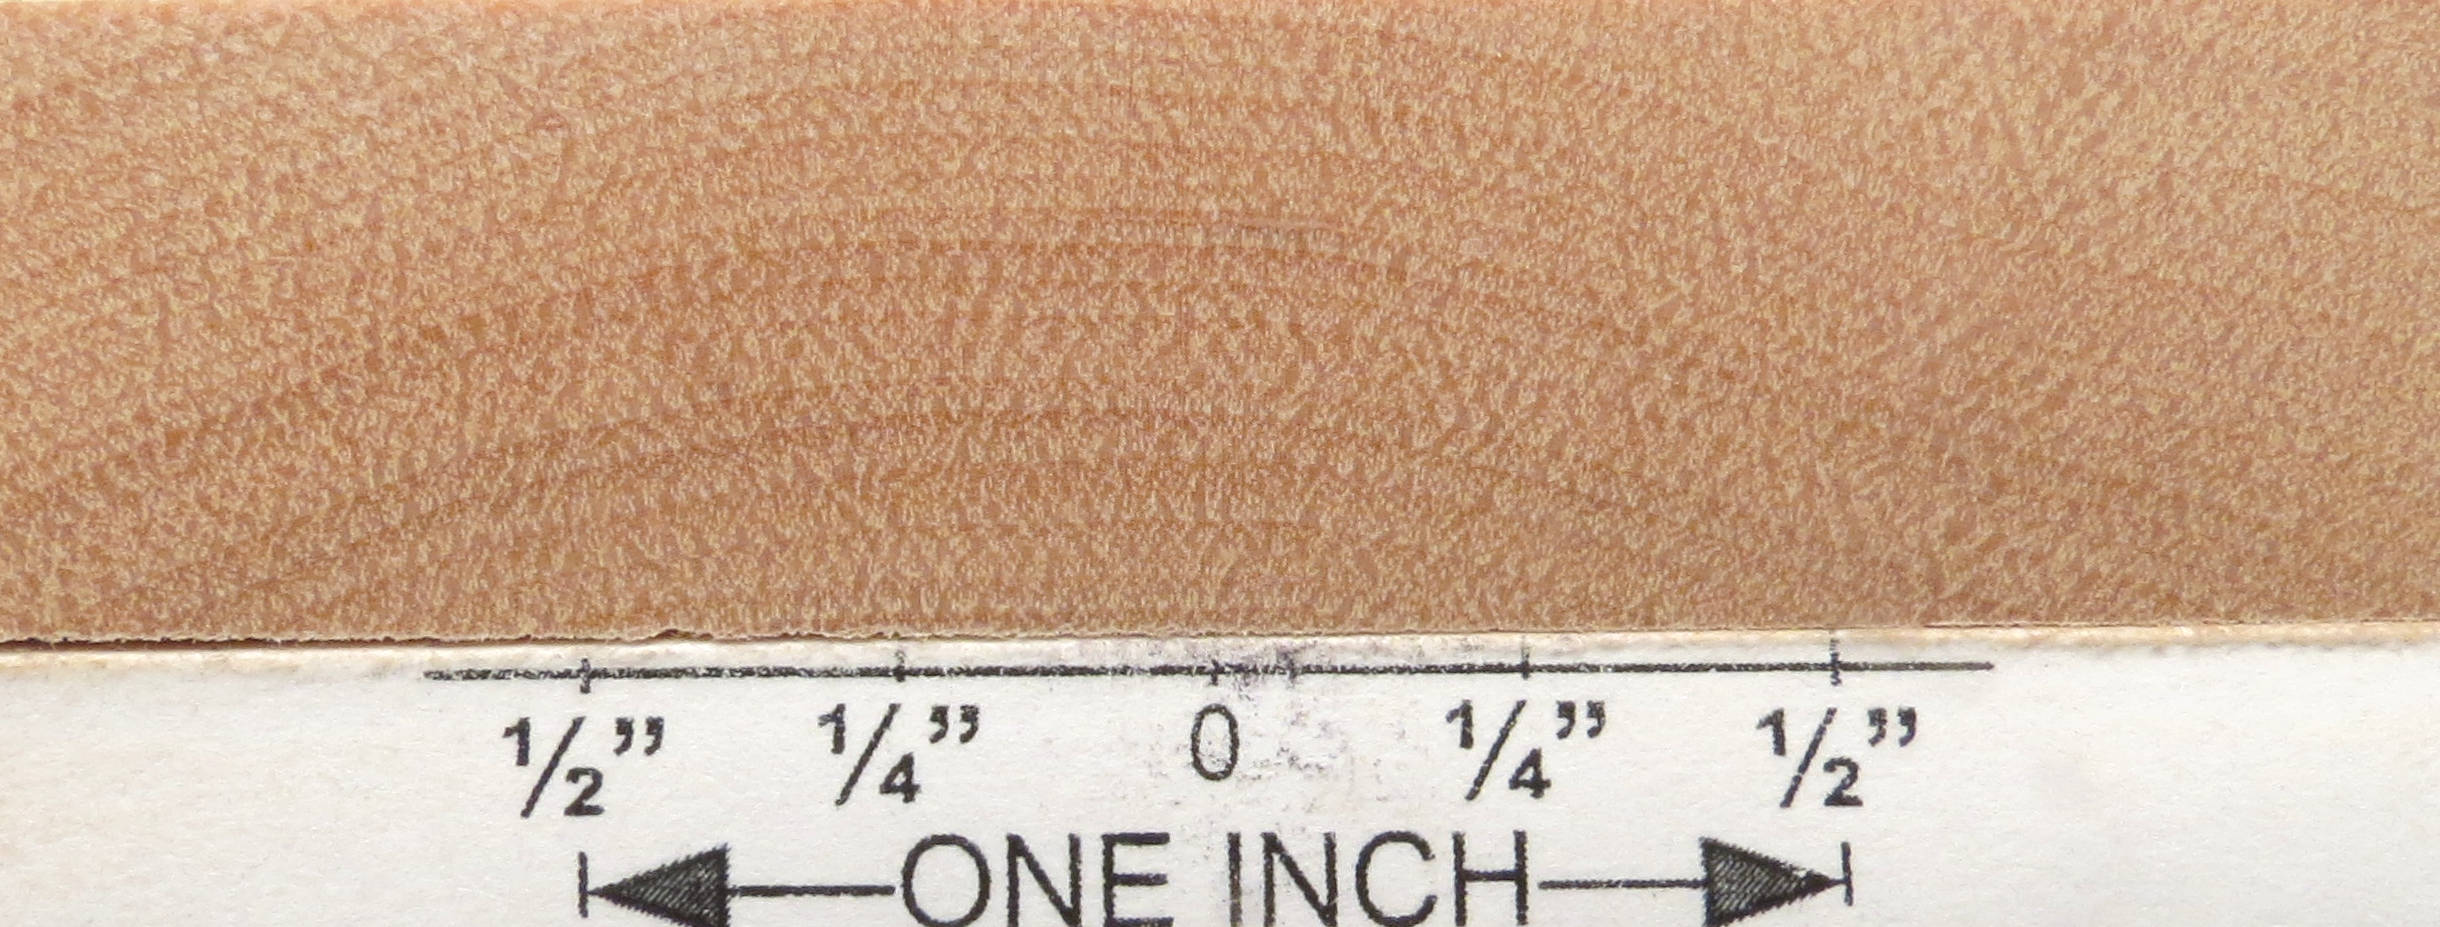 1/2” 1/4” 0 1/4” 1/2”
ONE INCH